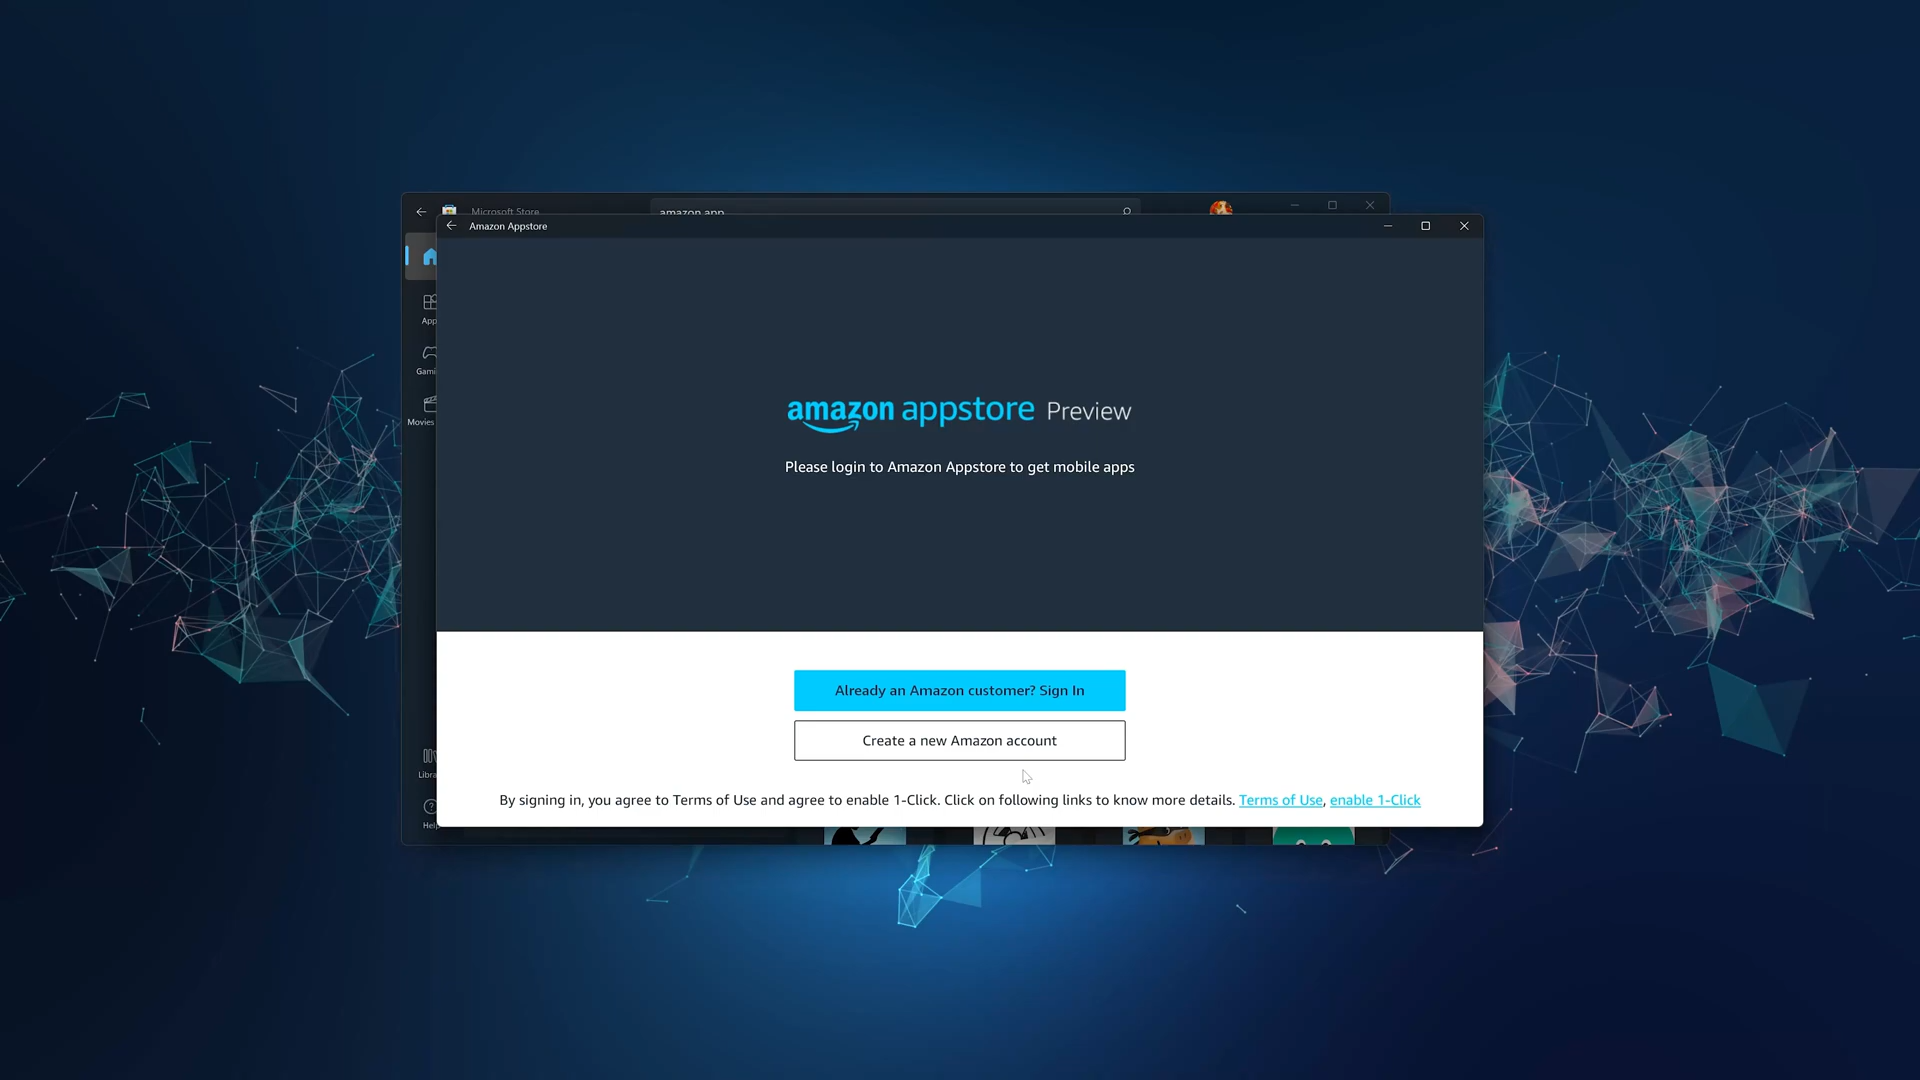 Microsoft Store
amazon app
Amazon Appstore
Movies
amazon appstore Preview
Please login to Amazon Appstore to get mobile apps
Already an Amazon customer? Sign In
Create a new Amazon account
By signing in, you agree to Terms of Use and agree to enable 1-Click. Click on following links to know more details. Terms of Use, enable 1-Click